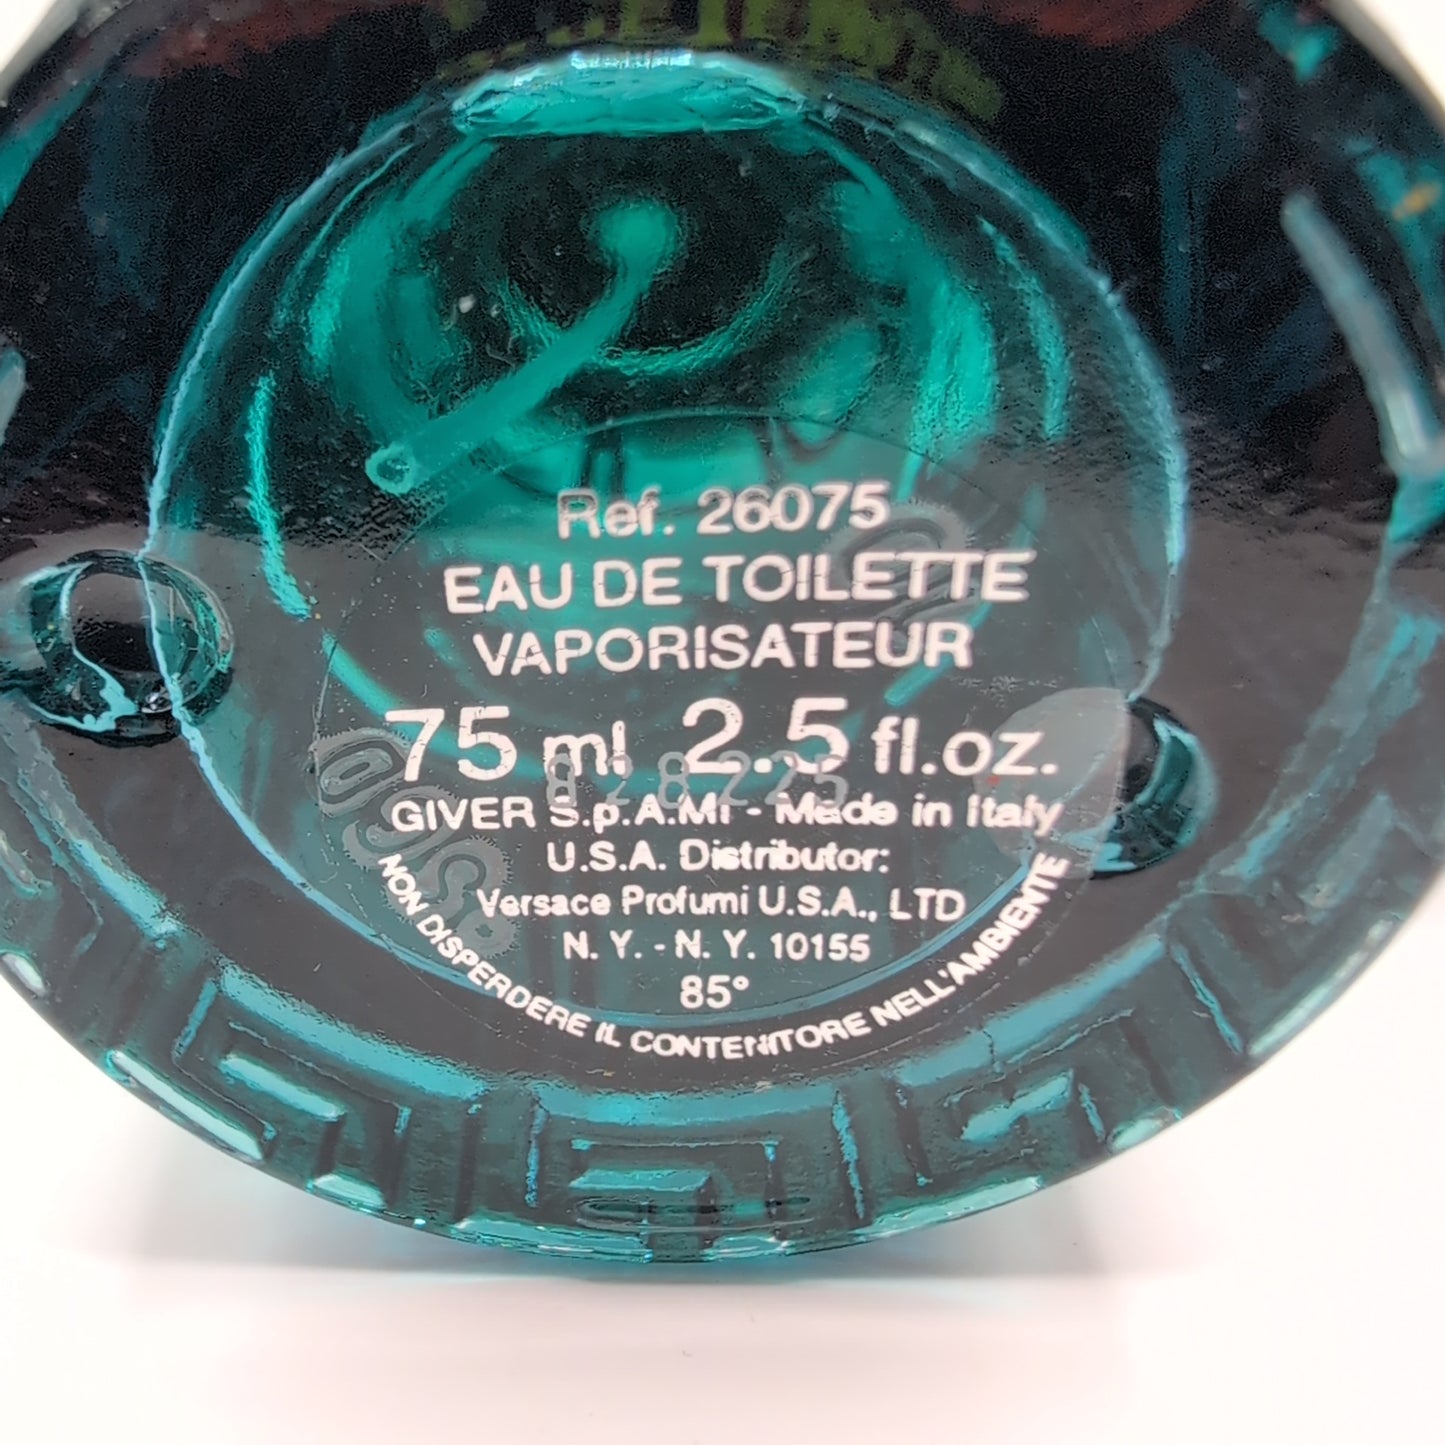 Ref. 26075
EAU DE TOILETTE
VAPORISATEUR
75 ml 2.5 fl.oz.
828225
GIVER S.p.A.MI - Made in Italy
U.S.A. Distributor:
Versace Profumi U.S.A., LTD
N. Y. - N. Y. 10155
85°
NON DISPERDERE IL CONTENITORE NELL'AMBIENTE